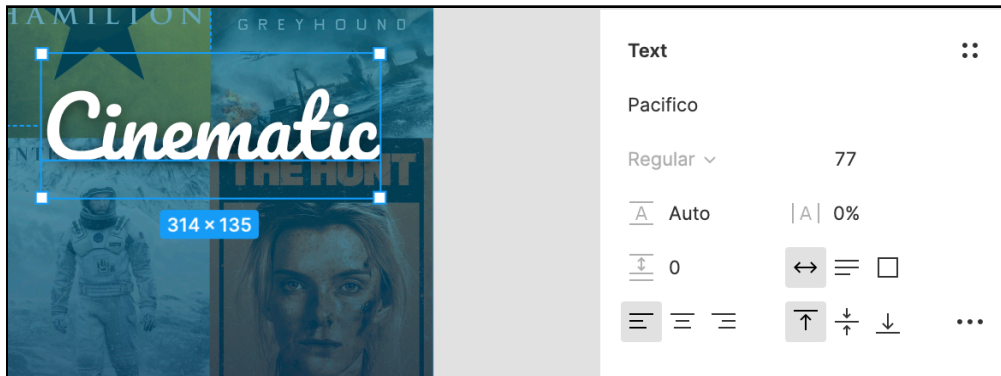 HAMILTON
GREYHOUND
Cinematic
THE HUNT
314 × 135
Text
Pacifico
Regular 77
A Auto |A| 0%
0